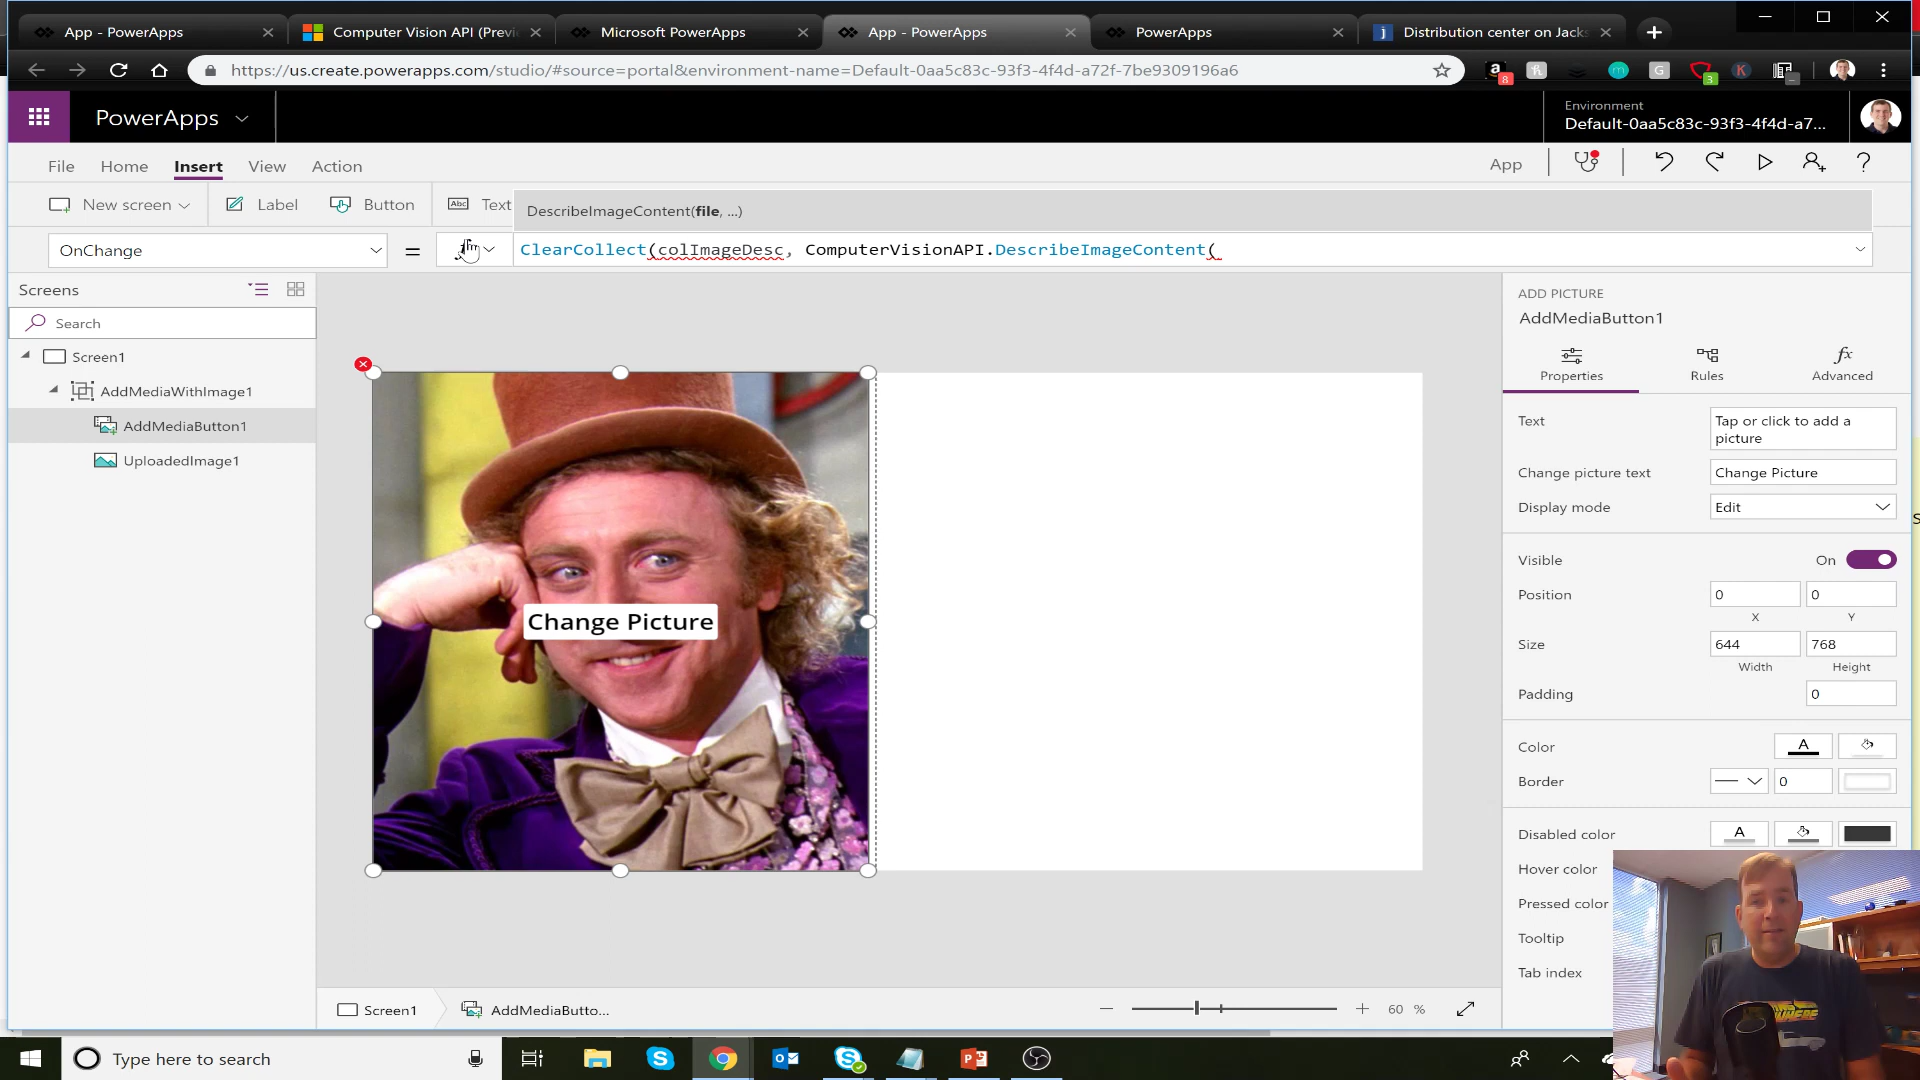 App - PowerApps
Computer Vision API (Previ
Microsoft PowerApps
App - PowerApps
PowerApps
Distribution center on Jacks
https://us.create.powerapps.com/studio/#source=portal&environment-name=Default-0aa5c83c-93f3-4f4d-a72f-7be9309196a6
8
3
G
K
PowerApps
Environment
Default-0aa5c83c-93f3-4f4d-a7...
File
Home
Insert
View
Action
App
New screen
Label
Button
Abc
Text
DescribeImageContent(file, ...)
OnChange
=
ClearCollect(colImageDesc, ComputerVisionAPI.DescribeImageContent(
Screens
Search
Screen1
AddMediaWithImage1
AddMediaButton1
UploadedImage1
Change Picture
ADD PICTURE
AddMediaButton1
Properties
Rules
fx
Advanced
Text
Tap or click to add a
picture
Change picture text
Change Picture
Display mode
Edit
Visible
On
Position
0
0
X
Y
Size
644
768
Width
Height
Padding
0
Color
A
Border
0
Disabled color
A
Hover color
Pressed color
Tooltip
Tab index
Screen1
AddMediaButto...
60 %
Type here to search